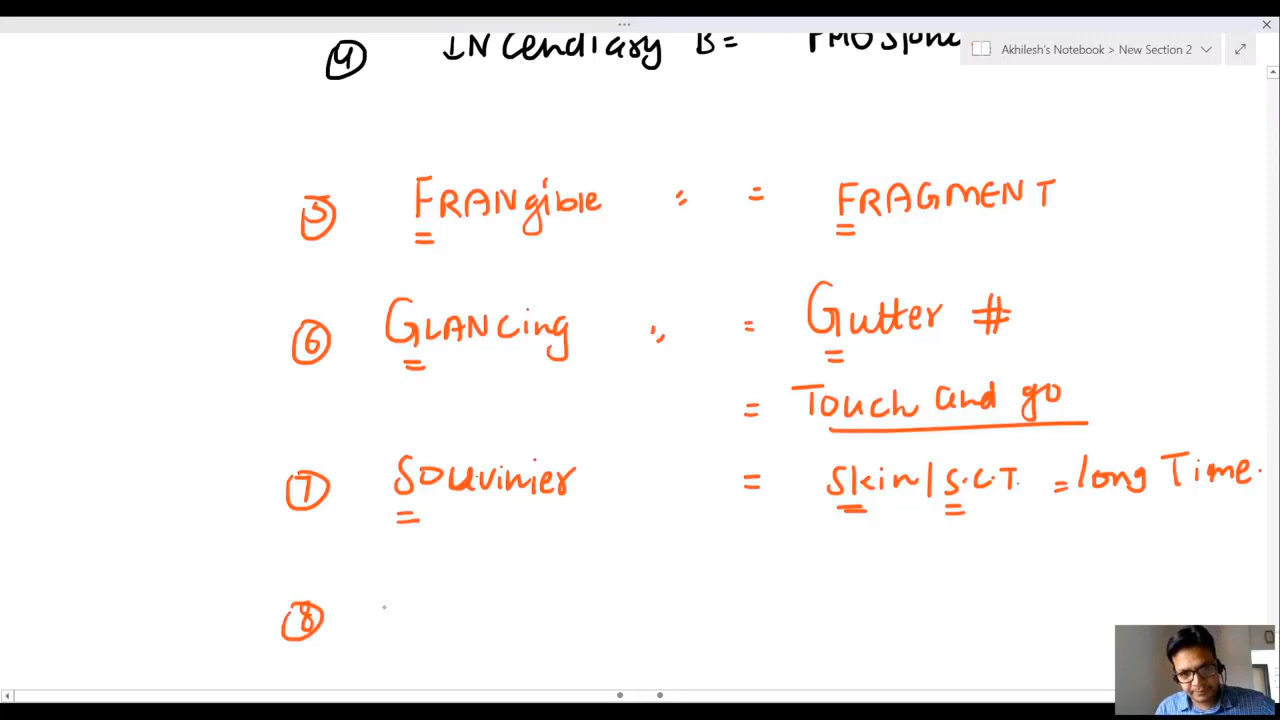 Akhilesh's Notebook > New Section 2
4 INCendiary B=
5 FRANgible " = FRAGMENT
6 GLANCing " = Gutter #
= Touch and go
7 Souvinier = Skin/S.C.T. = long Time.
8